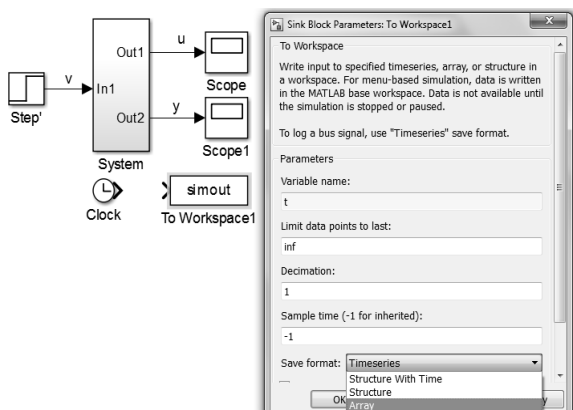 Out1
u
v
In1
Scope
Step'
Out2
y
Scope1
System
simout
Clock
To Workspace1
Sink Block Parameters: To Workspace1
To Workspace
Write input to specified timeseries, array, or structure in
a workspace. For menu-based simulation, data is written
in the MATLAB base workspace. Data is not available until
the simulation is stopped or paused.
To log a bus signal, use "Timeseries" save format.
Parameters
Variable name:
t
Limit data points to last:
inf
Decimation:
1
Sample time (-1 for inherited):
-1
Save format: Timeseries
Structure With Time
Structure
Array